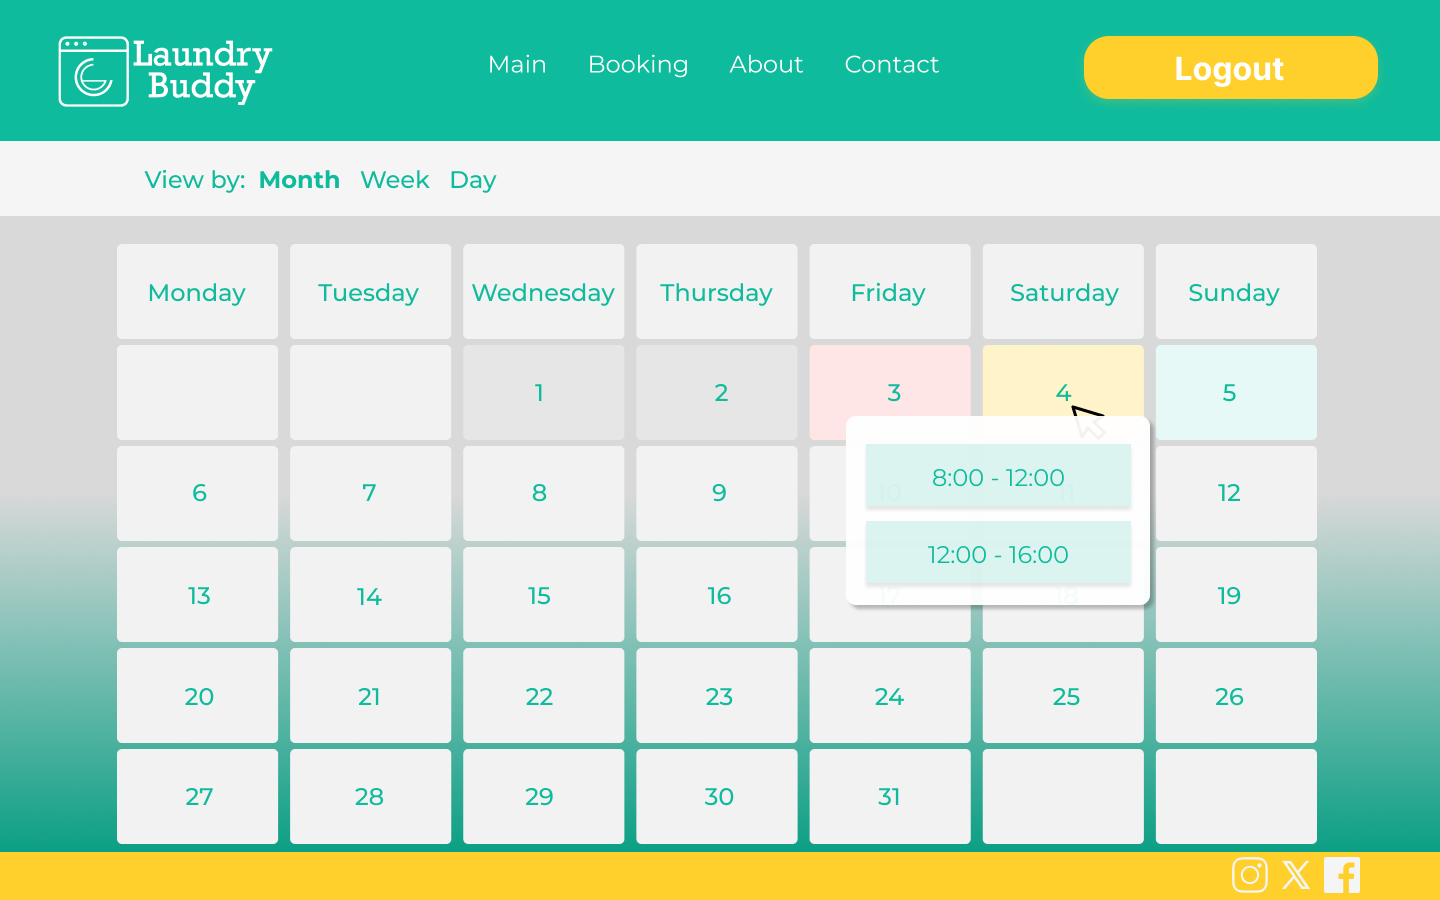 Laundry
Buddy
Main Booking About Contact
Logout
View by: Month Week Day
Monday Tuesday Wednesday Thursday Friday Saturday Sunday
1 2 3 4 5
6 7 8 9 10 11 12
8:00 - 12:00
12:00 - 16:00
13 14 15 16 17 18 19
20 21 22 23 24 25 26
27 28 29 30 31